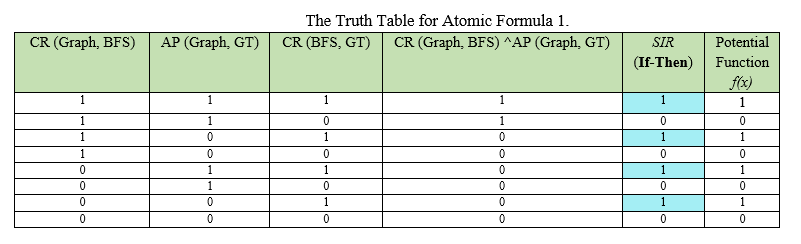 The Truth Table for Atomic Formula 1.
CR (Graph, BFS) AP (Graph, GT) CR (BFS, GT) CR (Graph, BFS) ^AP (Graph, GT) SIR (If-Then) Potential Function f(x)
1 1 1 1 1 1
1 1 0 1 0 0
1 0 1 0 1 1
1 0 0 0 0 0
0 1 1 0 1 1
0 1 0 0 0 0
0 0 1 0 1 1
0 0 0 0 0 0